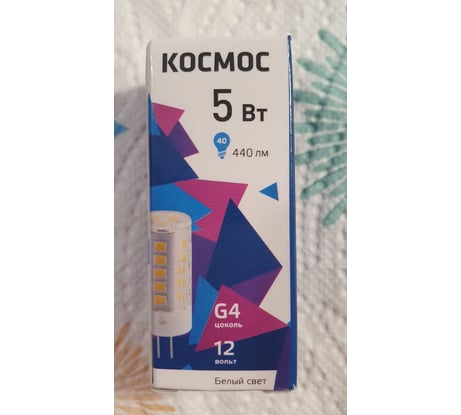 КОСМОС
5 Вт
40
440 лм
G4
цоколь
12
вольт
Белый свет